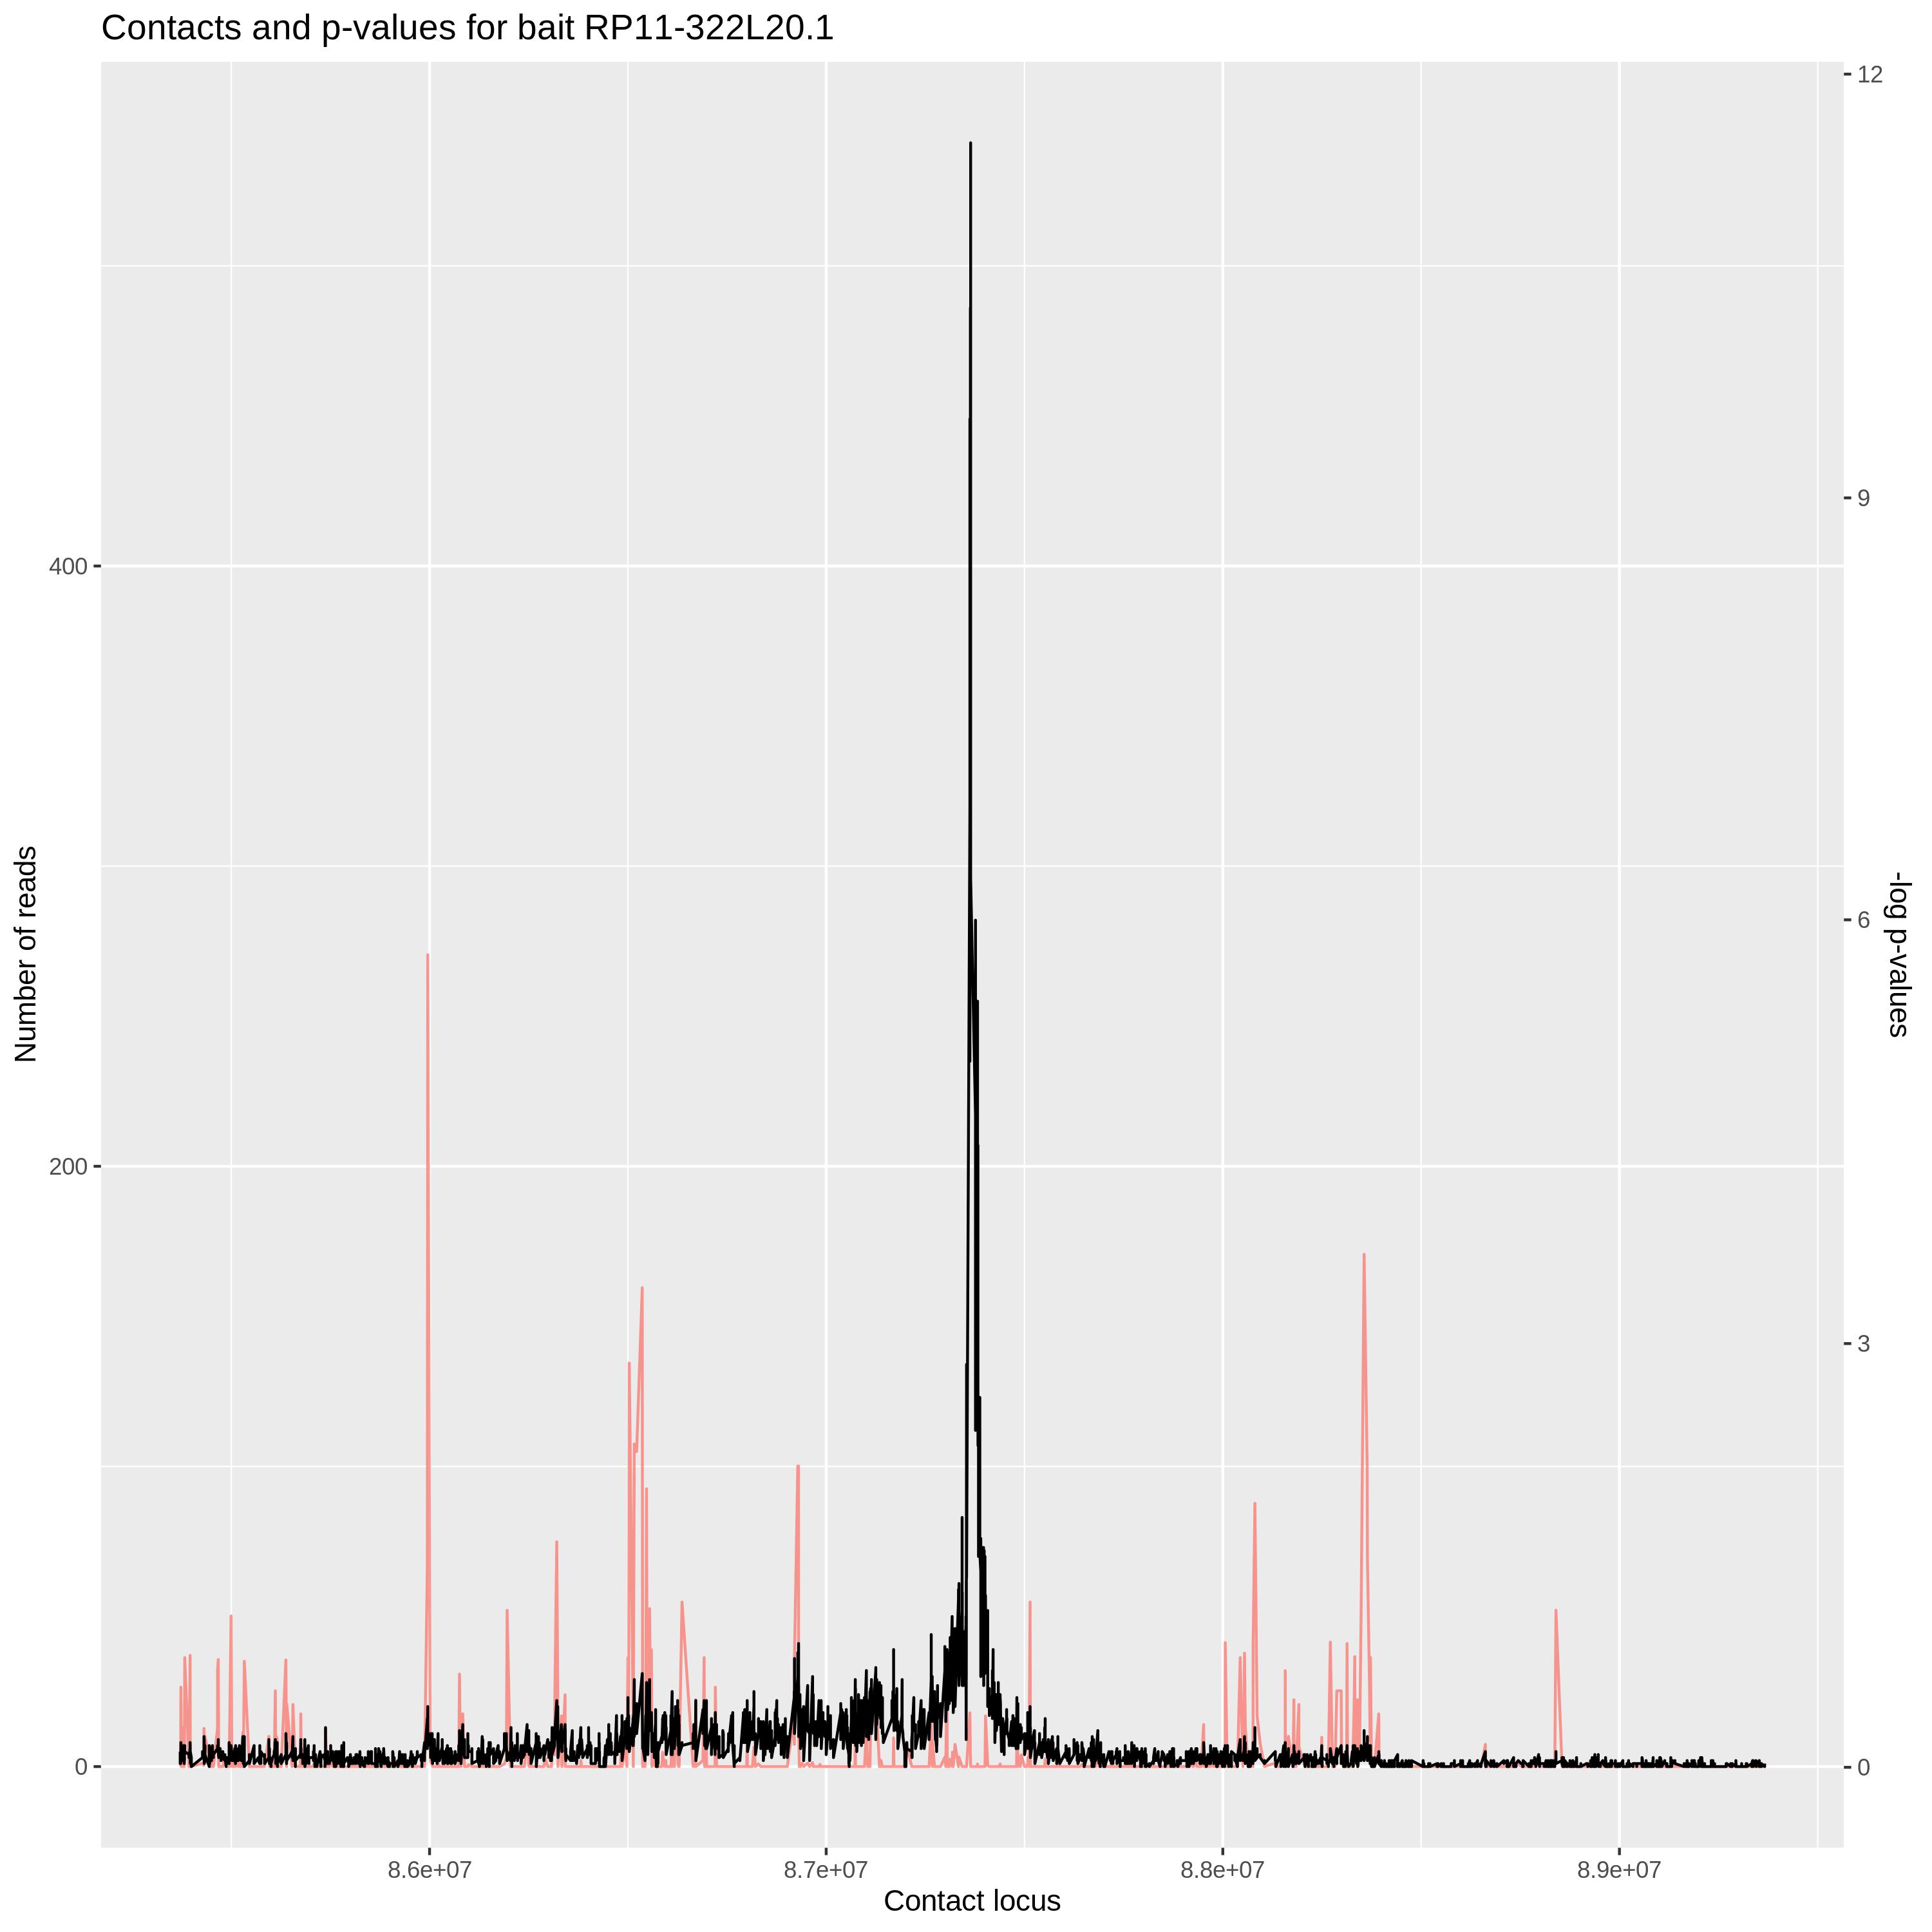 Contacts and p-values for bait RP11-322L20.1
12
9
400
6
Number of reads
-log p-values
200
3
0
0
8.6e+07
8.7e+07
8.8e+07
8.9e+07
Contact locus